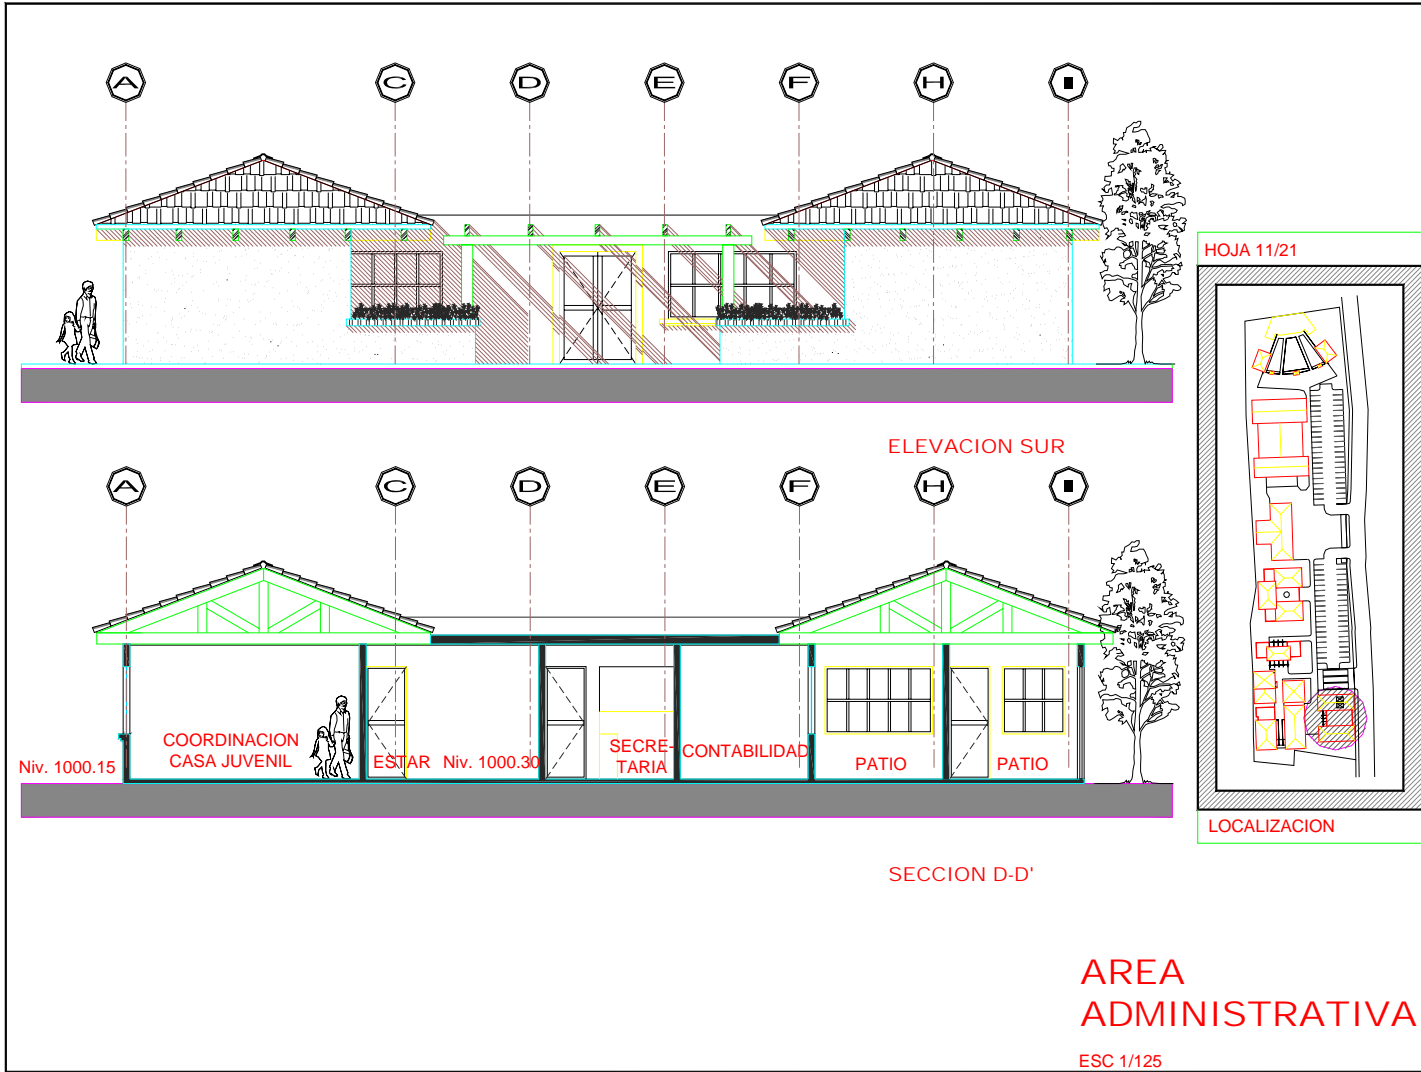 A C D E F H I
HOJA 11/21
ELEVACION SUR
A C D E F H I
COORDINACION
CASA JUVENIL
Niv. 1000.15
ESTAR
Niv. 1000.30
SECRE-
TARIA
CONTABILIDAD
PATIO
PATIO
LOCALIZACION
SECCION D-D'
AREA
ADMINISTRATIVA
ESC 1/125